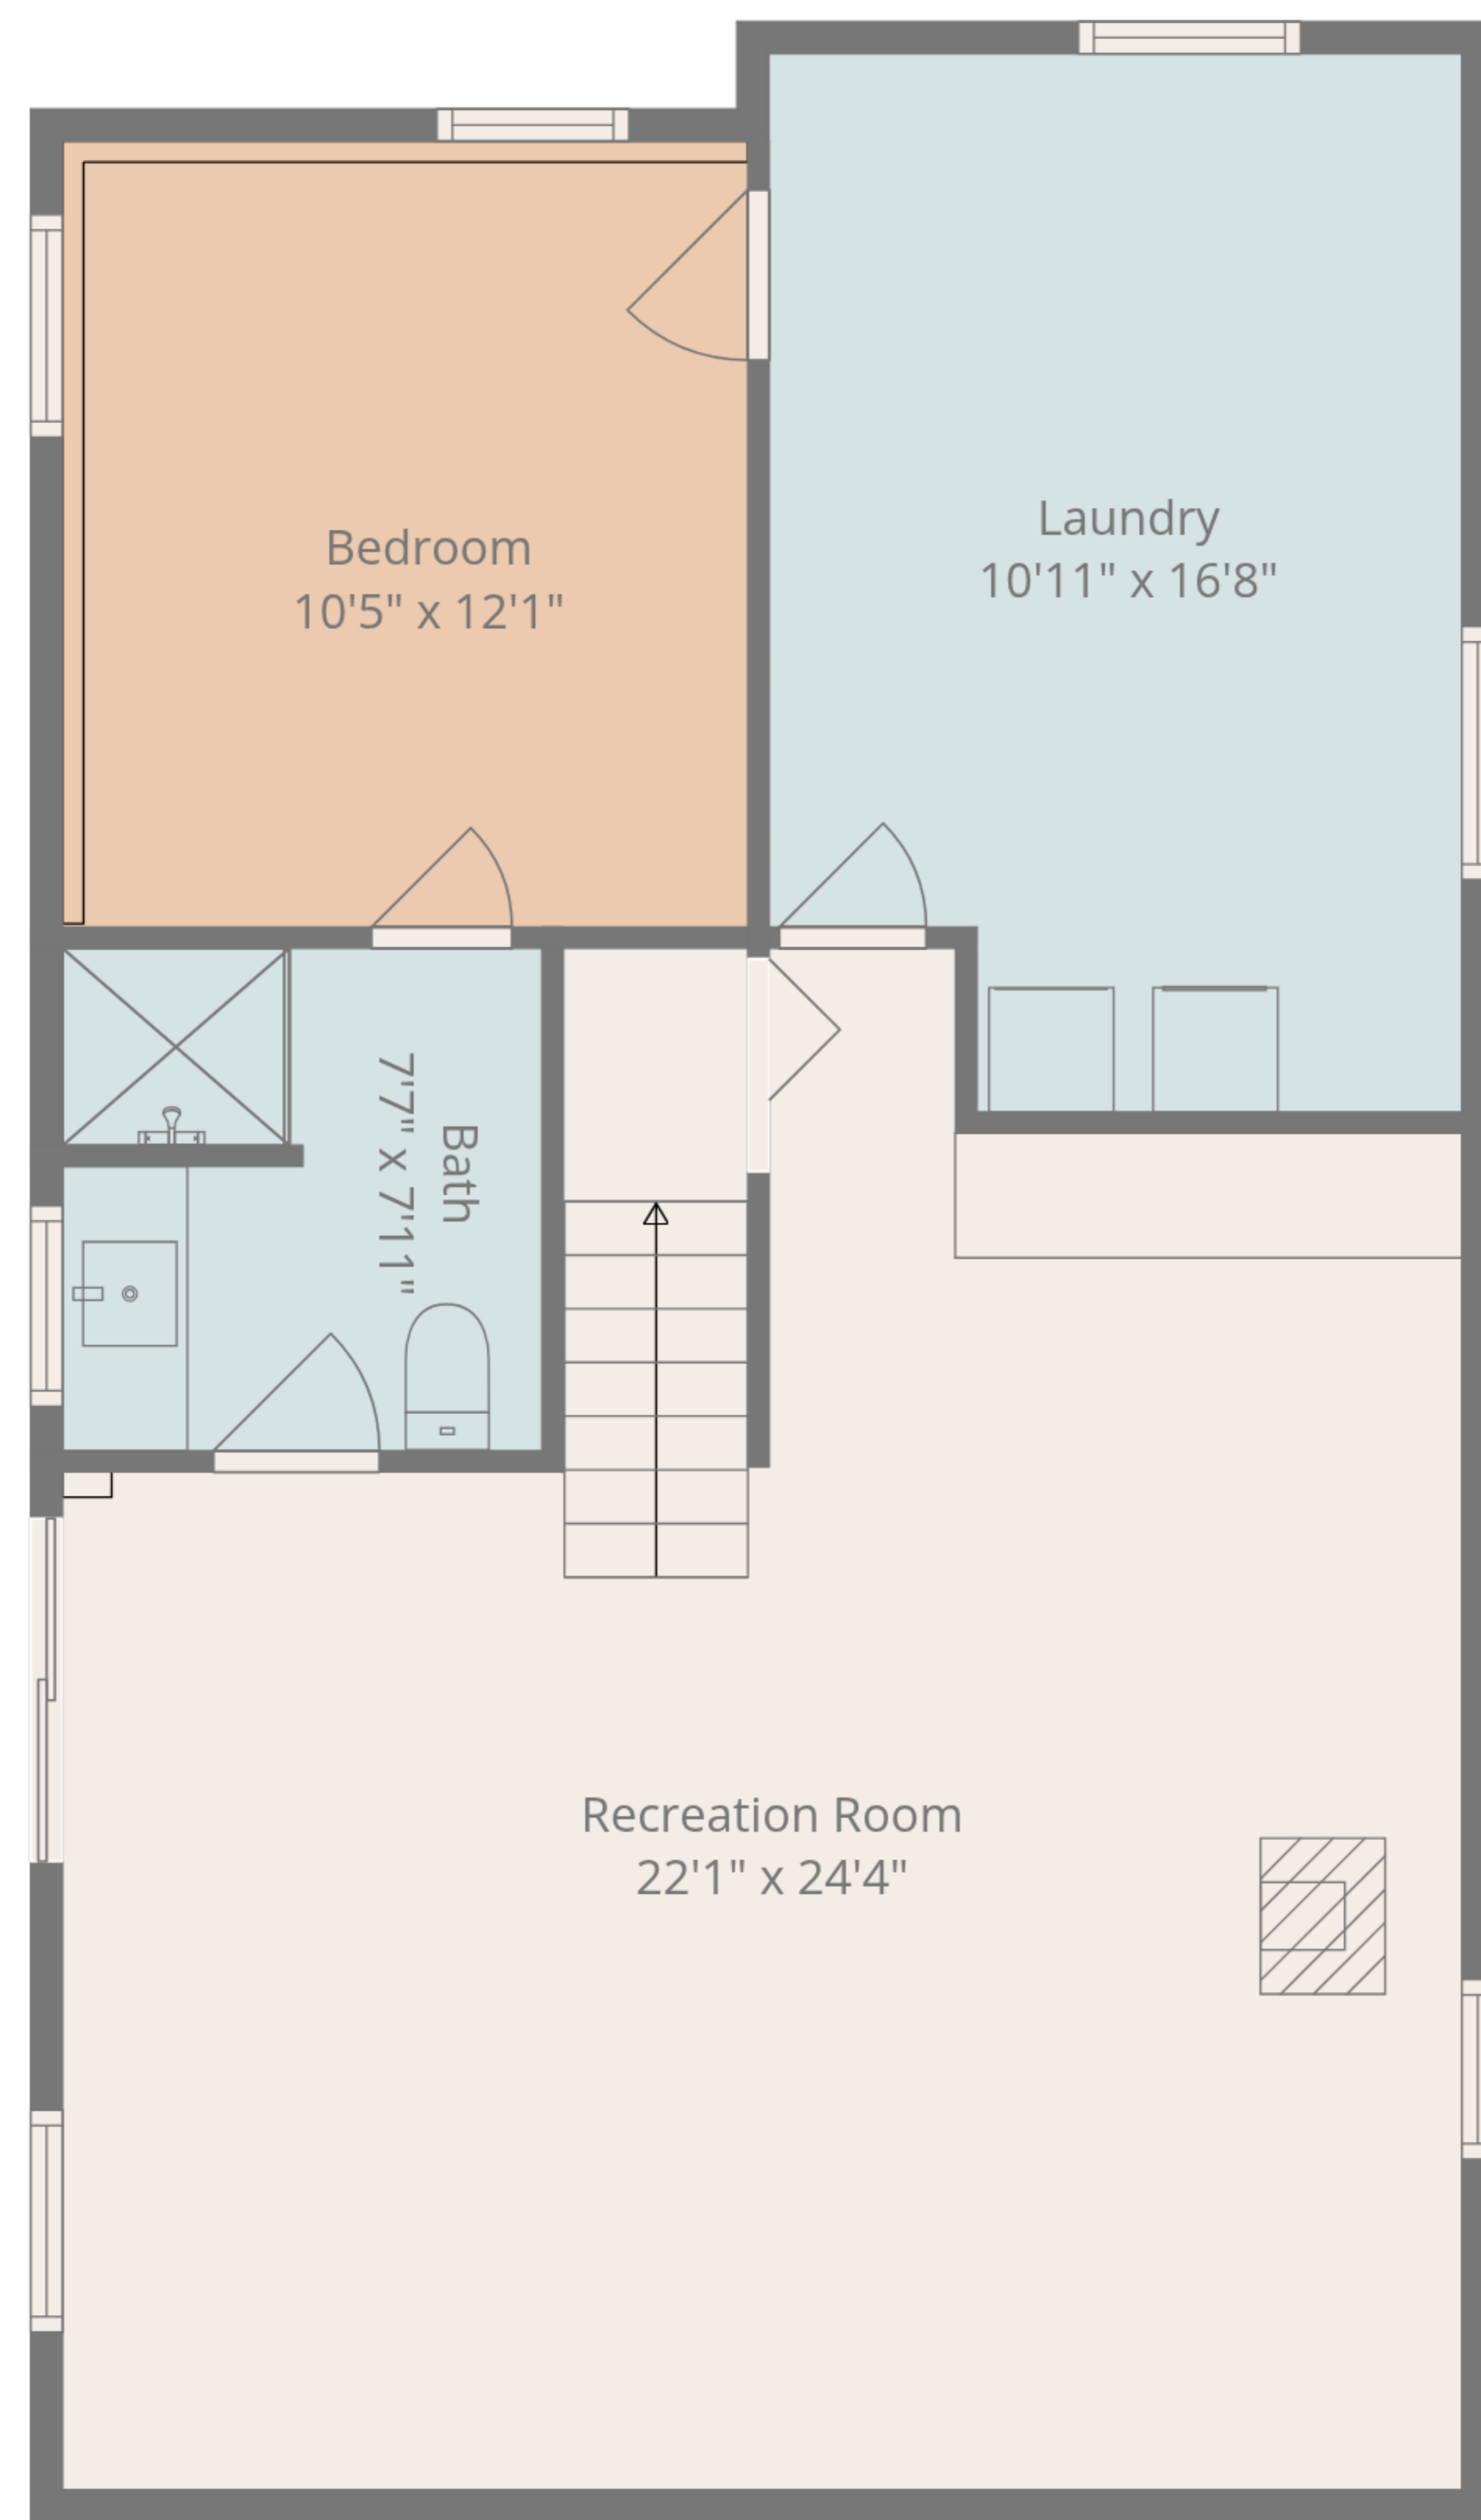 Laundry
10'11" x 16'8"
Bedroom
10'5" x 12'1"
Bath
7'7" x 7'11"
Recreation Room
22'1" x 24'4"